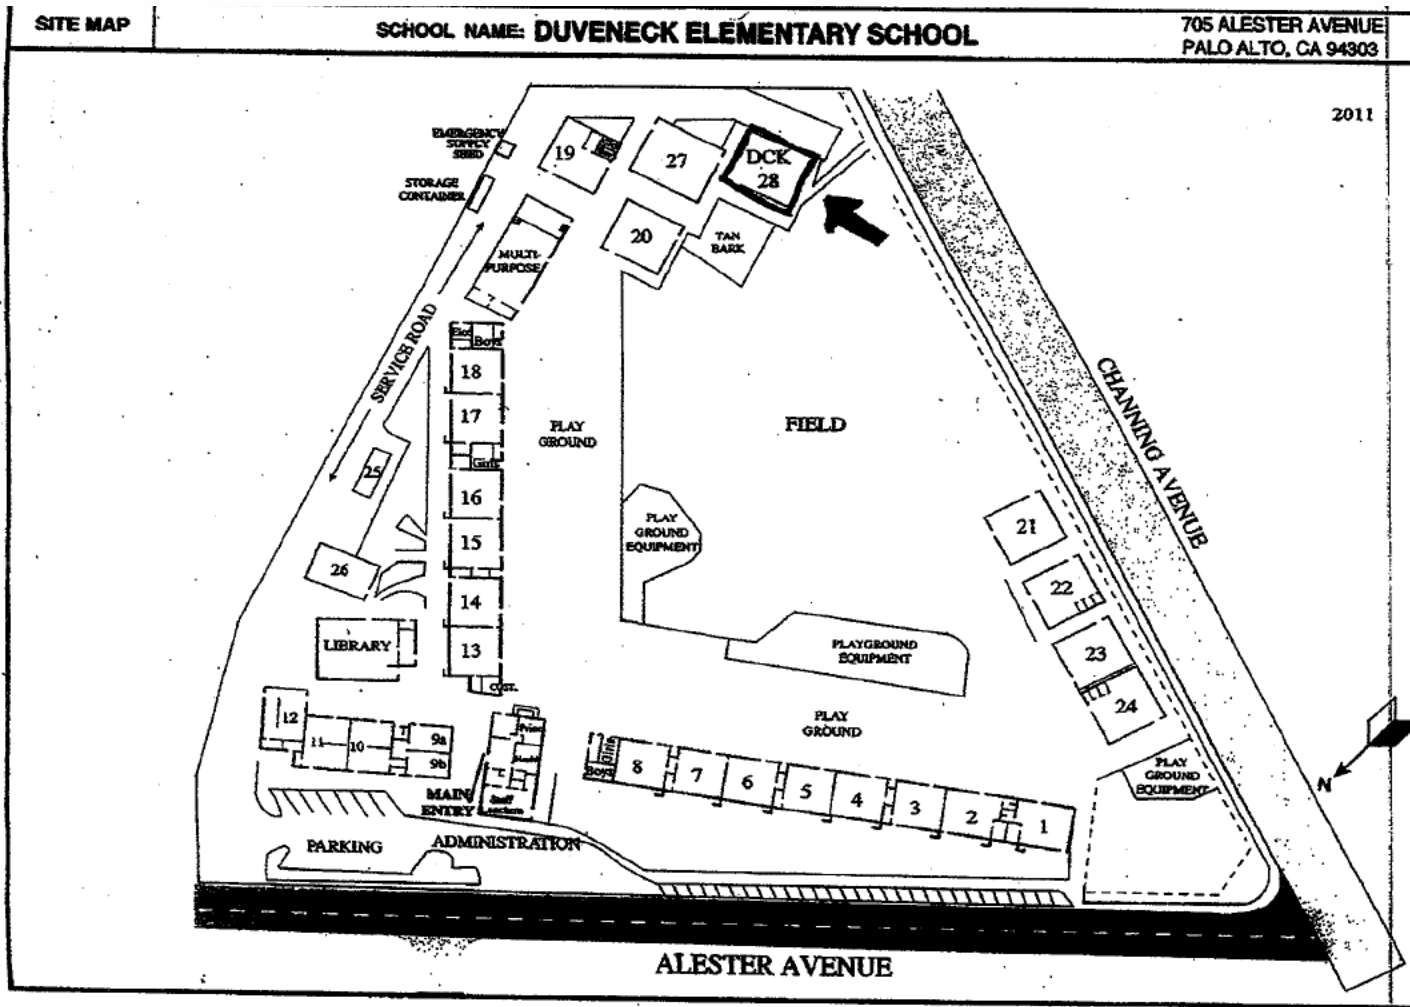 SITE MAP
SCHOOL NAME: DUVENECK ELEMENTARY SCHOOL
705 ALESTER AVENUE
PALO ALTO, CA 94303
2011
EMERGENCY
SUPPLY
SHED
STORAGE
CONTAINER
19
27
DCK
28
20
TAN
BARK
MULTI-
PURPOSE
SERVICE ROAD
Elec
Boys
18
17
Girls
16
15
14
13
CUST.
PLAY
GROUND
FIELD
CHANNING AVENUE
25
26
LIBRARY
PLAY
GROUND
EQUIPMENT
21
22
23
24
PLAYGROUND
EQUIPMENT
PLAY
GROUND
PLAY
GROUND
EQUIPMENT
N
12
11
10
9a
9b
Staff
MAIN
ENTRY
ADMINISTRATION
PARKING
Girls
Boys
8
7
6
5
4
3
2
1
ALESTER AVENUE